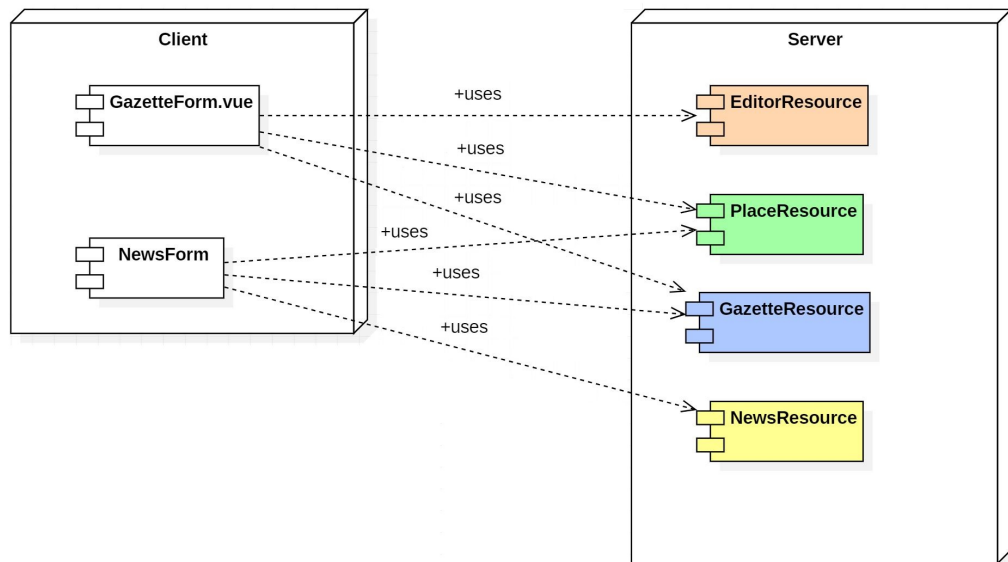 Client
Server
GazetteForm.vue
+uses
EditorResource
+uses
+uses
PlaceResource
+uses
NewsForm
+uses
GazetteResource
+uses
NewsResource